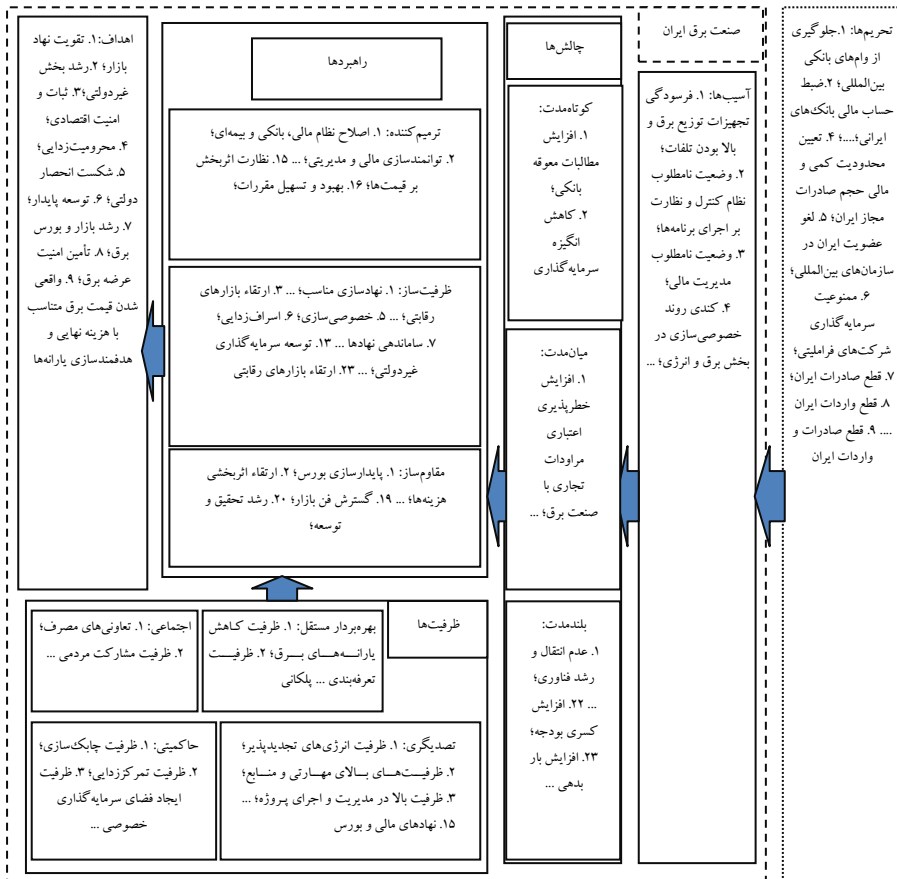 تحریم‌ها: ۱.جلوگیری
از وام‌های بانکی
بین‌المللی؛ ۲.ضبط
حساب مالی بانک‌های
ایرانی؛....؛ ۴. تعیین
محدودیت کمی و
مالی حجم صادرات
مجاز ایران؛ ۵. لغو
عضویت ایران در
سازمان‌های بین‌المللی؛
۶. ممنوعیت
سرمایه‌گذاری
شرکت‌های فراملیتی؛
۷. قطع صادرات ایران؛
۸. قطع واردات ایران
.... ۹. قطع صادرات و
واردات ایران
صنعت برق ایران
آسیب‌ها: ۱. فرسودگی
تجهیزات توزیع برق و
بالا بودن تلفات؛
۲. وضعیت نامطلوب
نظام کنترل و نظارت
بر اجرای برنامه‌ها؛
۳. وضعیت نامطلوب
مدیریت مالی؛
۴. کندی روند
خصوصی‌سازی در
بخش برق و انرژی؛ ...
چالش‌ها
کوتاه‌مدت:
۱. افزایش
مطالبات معوقه
بانکی؛
۲. کاهش
انگیزه
سرمایه‌گذاری
میان‌مدت:
۱. افزایش
خطرپذیری
اعتباری
مراودات
تجاری با
صنعت برق؛ ...
بلندمدت:
۱. عدم انتقال و
رشد فناوری؛
... ۲۲. افزایش
کسری بودجه؛
۲۳. افزایش بار
بدهی ...
راهبردها
ترمیم‌کننده: ۱. اصلاح نظام مالی، بانکی و بیمه‌ای؛
۲. توانمندسازی مالی و مدیریتی؛ ... ۱۵. نظارت اثربخش
بر قیمت‌ها؛ ۱۶. بهبود و تسهیل مقررات؛
ظرفیت‌ساز: ۱. نهادسازی مناسب؛ ... ۳. ارتقاء بازارهای
رقابتی؛ ... ۵. خصوصی‌سازی؛ ۶. اسراف‌زدایی؛
۷. ساماندهی نهادها ... ۱۳. توسعه سرمایه‌گذاری
غیردولتی؛ ... ۲۳. ارتقاء بازارهای رقابتی
مقاوم‌ساز: ۱. پایدارسازی بورس؛ ۲. ارتقاء اثربخشی
هزینه‌ها؛ ... ۱۹. گسترش فن بازار؛ ۲۰. رشد تحقیق و
توسعه؛
ظرفیت‌ها
بهره‌بردار مستقل: ۱. ظرفیت کـاهش
یارانـــه‌هـــای بـــرق؛ ۲. ظرفیـــت
تعرفه‌بندی ... پلکانی
اجتماعی: ۱. تعاونی‌های مصرف؛
۲. ظرفیت مشارکت مردمی ...
تصدیگری: ۱. ظرفیت انرژی‌های تجدیدپذیر؛
۲. ظرفیـت‌هـای بـالای مهـارتی و منـابع؛
۳. ظرفیت بالا در مدیریت و اجرای پـروژه؛ ...
۱۵. نهادهای مالی و بورس
حاکمیتی: ۱. ظرفیت چابک‌سازی؛
۲. ظرفیت تمرکززدایی؛ ۳. ظرفیت
ایجاد فضای سرمایه‌گذاری
خصوصی ...
اهداف:۱. تقویت نهاد
بازار؛ ۲.رشد بخش
غیردولتی؛۳. ثبات و
امنیت اقتصادی؛
۴. محرومیت‌زدایی؛
۵. شکست انحصار
دولتی؛ ۶. توسعه پایدار؛
۷. رشد بازار و بورس
برق؛ ۸. تأمین امنیت
عرضه برق؛ ۹. واقعی
شدن قیمت برق متناسب
با هزینه نهایی و
هدفمندسازی یارانه‌ها